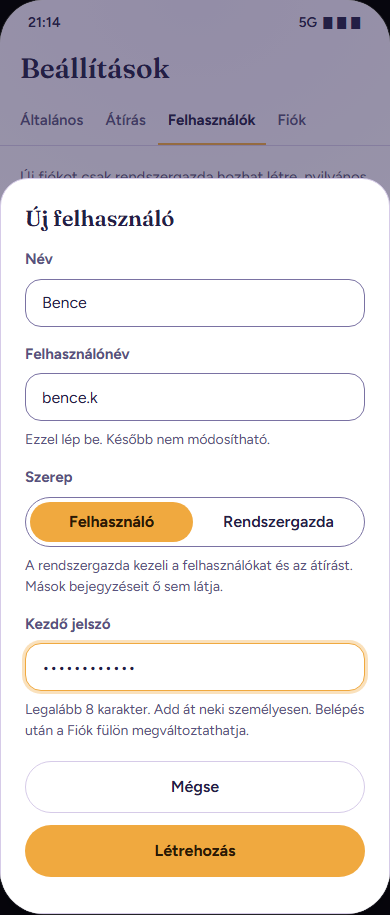 21:14
5G
Beállítások
Általános Átírás Felhasználók Fiók
Új fiókot csak rendszergazda hozhat létre, nyilvános
Új felhasználó
Név
Bence
Felhasználónév
bence.k
Ezzel lép be. Később nem módosítható.
Szerep
Felhasználó Rendszergazda
A rendszergazda kezeli a felhasználókat és az átírást.
Mások bejegyzéseit ő sem látja.
Kezdő jelszó
••••••••••••
Legalább 8 karakter. Add át neki személyesen. Belépés
után a Fiók fülön megváltoztathatja.
Mégse
Létrehozás